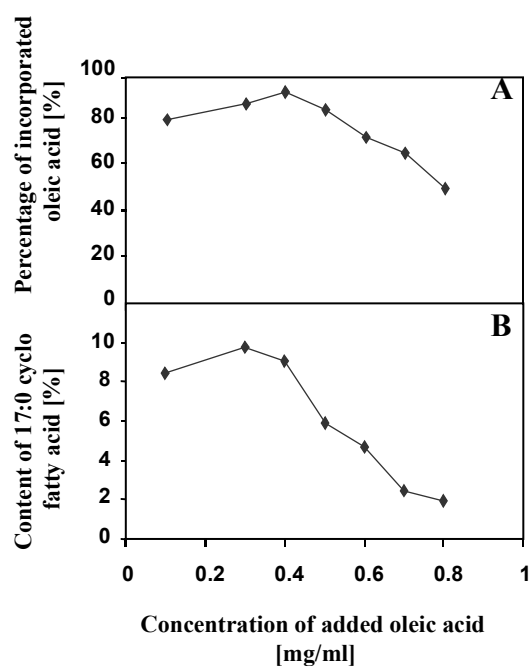 Percentage of incorporated
oleic acid [%]
100
80
60
40
20
0
A
Content of 17:0 cyclo
fatty acid [%]
10
8
6
4
2
0
B
0 0.2 0.4 0.6 0.8 1
Concentration of added oleic acid
[mg/ml]